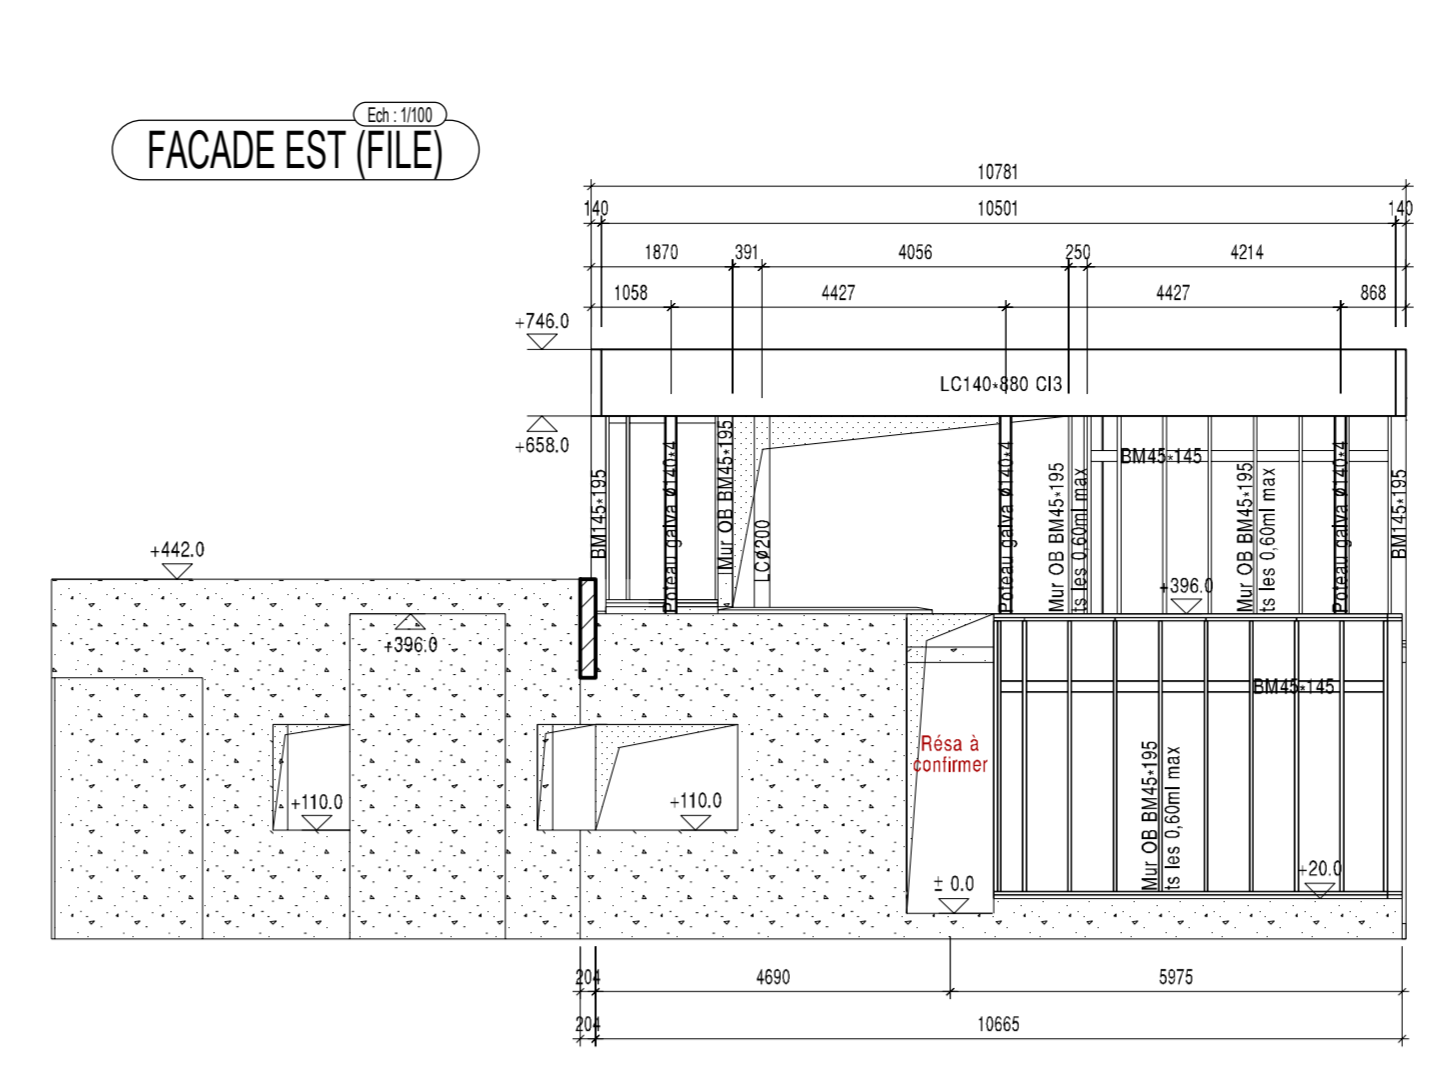 Ech : 1/100
FACADE EST (FILE)
10781
140
10501
140
1870
391
4056
250
4214
1058
4427
4427
868
+746.0
LC140*880 CI3
+658.0
BM145*195
Poteau galva Ø140*4
Mur OB BM45*195
LCØ200
Poteau galva Ø140*4
Mur OB BM45*195
ts les 0,60ml max
BM45*145
Mur OB BM45*195
ts les 0,60ml max
Poteau galva Ø140*4
BM145*195
+442.0
+396.0
+396.0
BM45*145
Résa à
confirmer
Mur OB BM45*195
ts les 0,60ml max
+110.0
+110.0
± 0.0
+20.0
204
4690
5975
204
10665